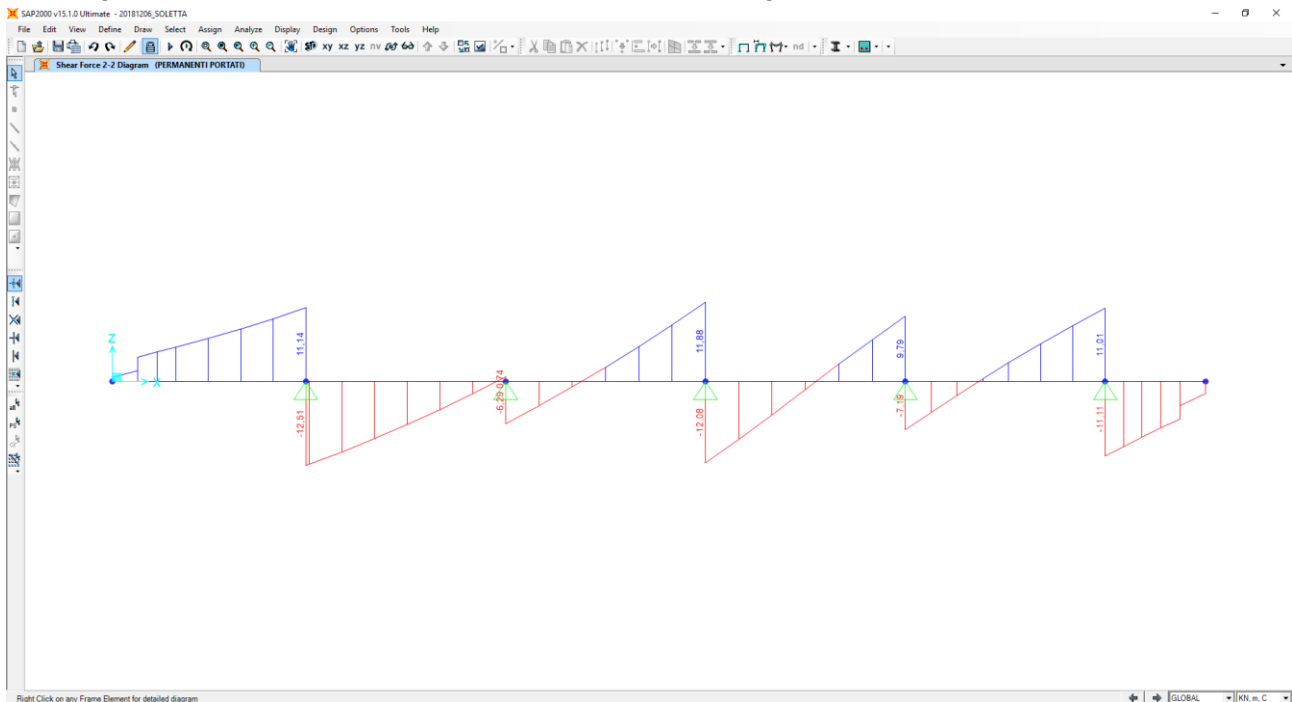 SAP2000 v15.1.0 Ultimate - 20181206_SOLETTA
File Edit View Define Draw Select Assign Analyze Display Design Options Tools Help
xy xz yz nv nd
Shear Force 2-2 Diagram (PERMANENTI PORTATI)
Z
X
11,14
-12,51
-6,29
11,88
-12,08
9,79
-7,19
11,01
-11,11
Right Click on any Frame Element for detailed diagram
GLOBAL
KN, m, C